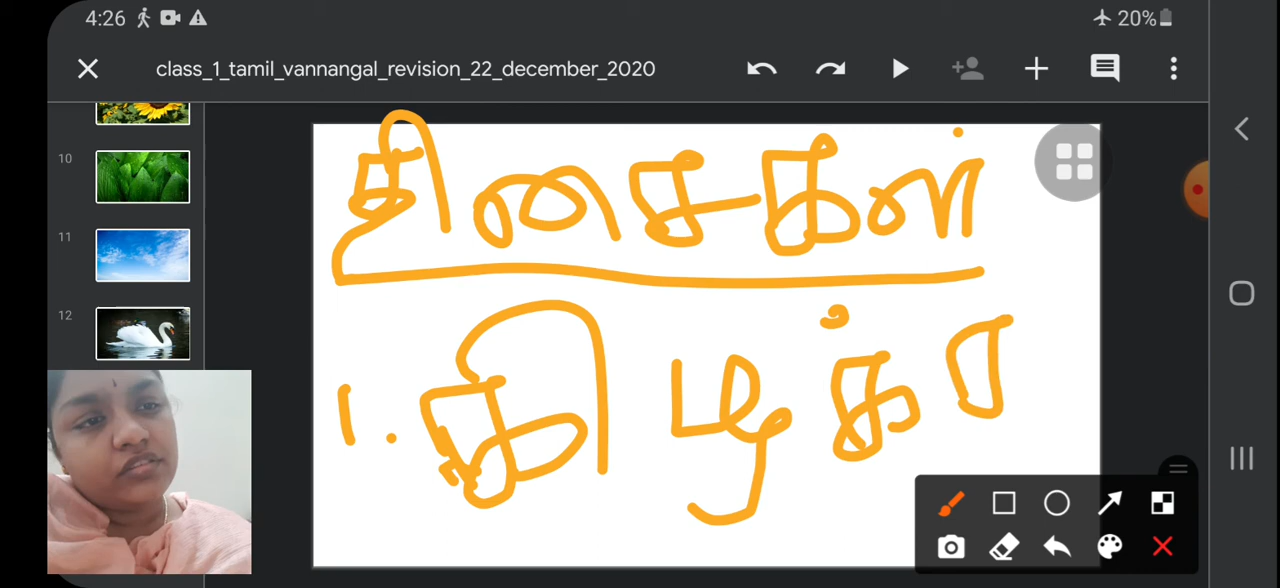 4:26
20%
class_1_tamil_vannangal_revision_22_december_2020
10
திசைகள்
11
1. கிழக்
12